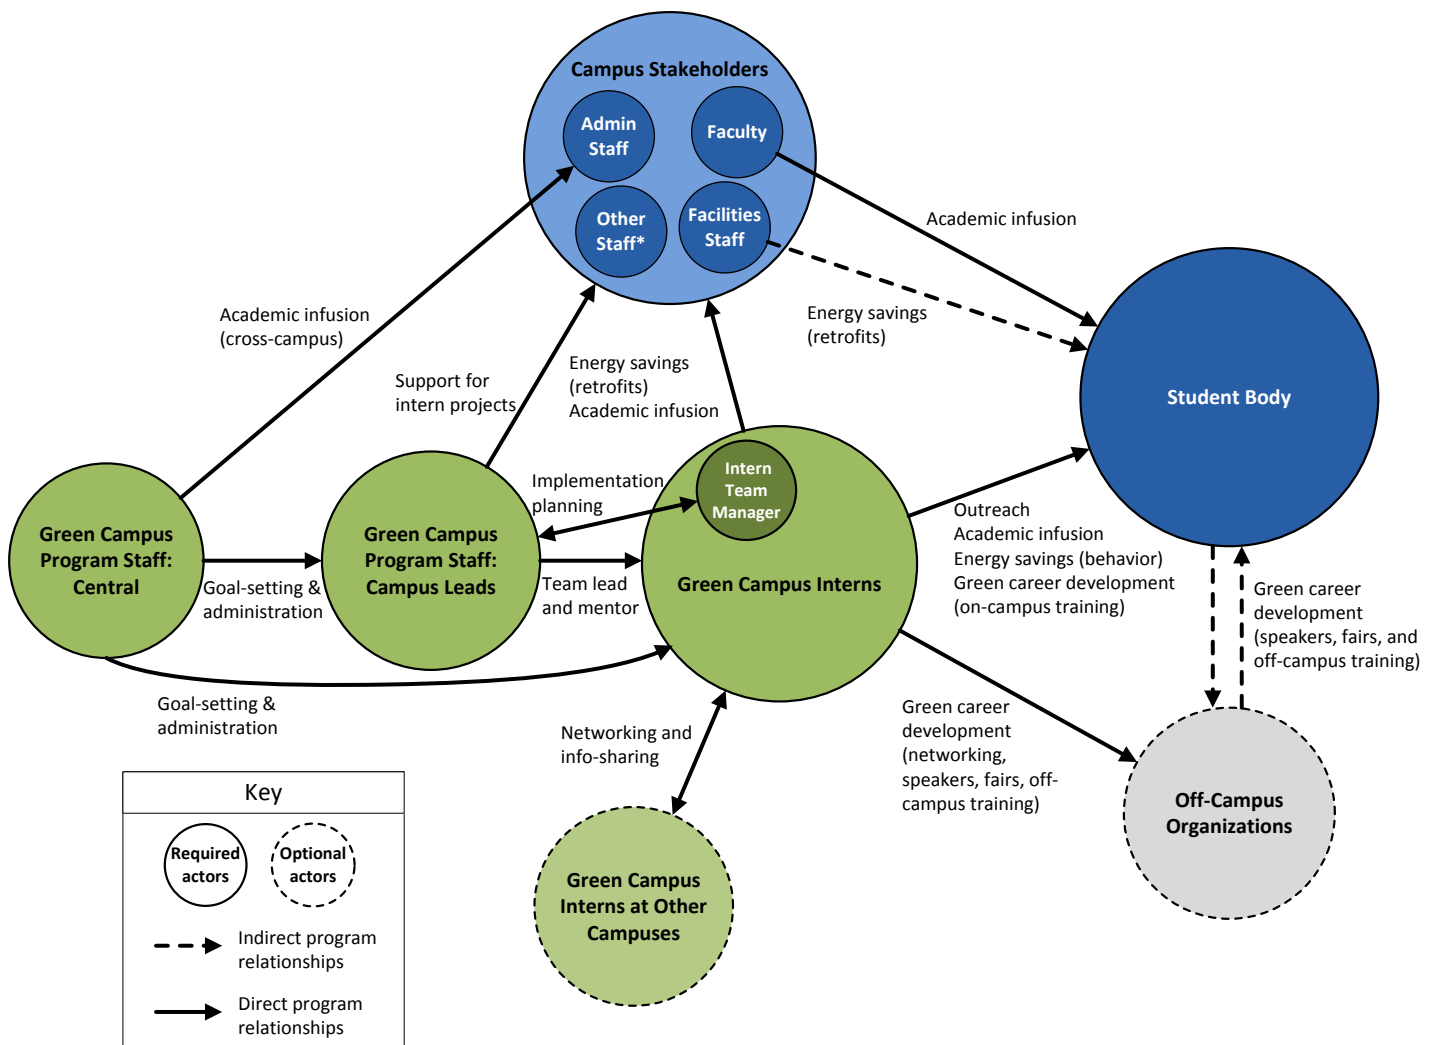 Campus Stakeholders
Admin
Staff
Faculty
Other
Staff*
Facilities
Staff
Academic infusion
Energy savings
(retrofits)
Student Body
Academic infusion
(cross-campus)
Support for
intern projects
Energy savings
(retrofits)
Academic infusion
Green Campus
Program Staff:
Central
Goal-setting &
administration
Green Campus
Program Staff:
Campus Leads
Implementation
planning
Team lead
and mentor
Intern
Team
Manager
Green Campus Interns
Outreach
Academic infusion
Energy savings (behavior)
Green career development
(on-campus training)
Green career
development
(speakers, fairs, and
off-campus training)
Goal-setting &
administration
Networking and
info-sharing
Green career
development
(networking,
speakers, fairs, off-
campus training)
Off-Campus
Organizations
Green Campus
Interns at Other
Campuses
Key
Required
actors
Optional
actors
Indirect program
relationships
Direct program
relationships